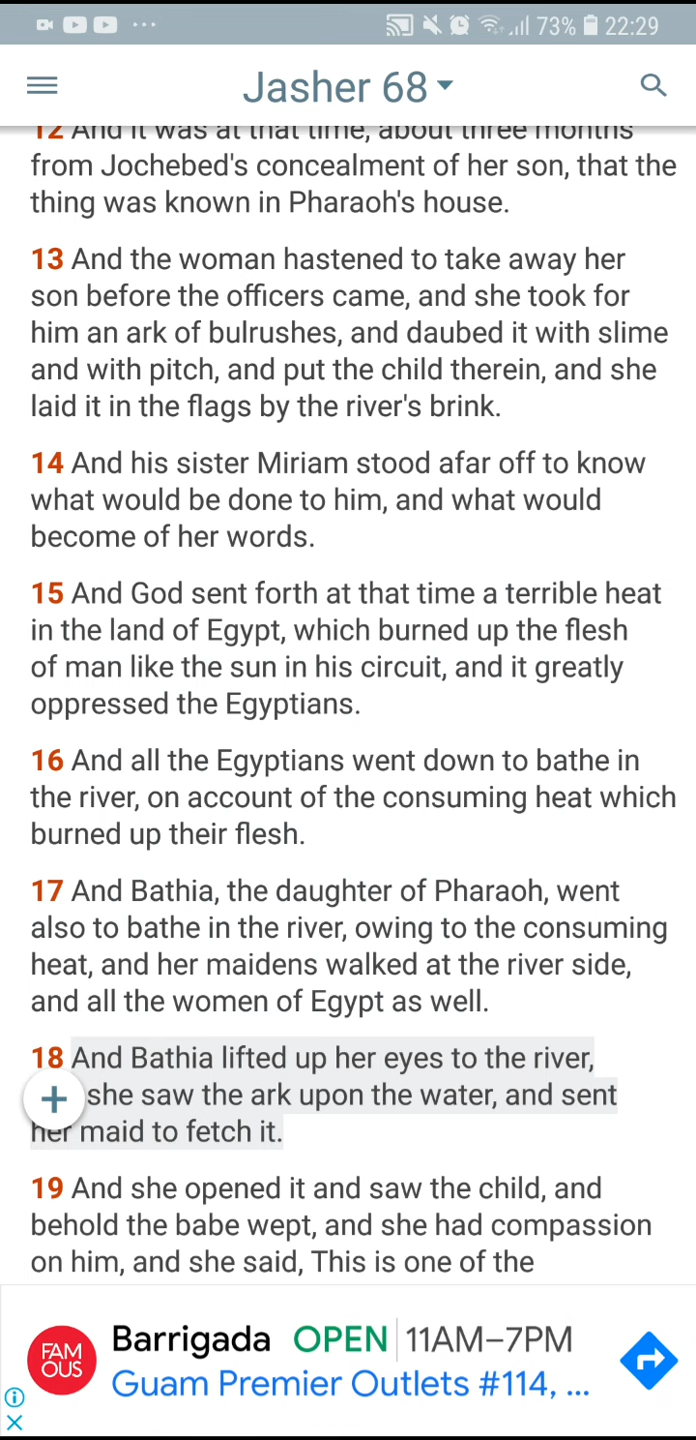 73% 22:29
Jasher 68
12 And it was at that time, about three months
from Jochebed's concealment of her son, that the
thing was known in Pharaoh's house.
13 And the woman hastened to take away her
son before the officers came, and she took for
him an ark of bulrushes, and daubed it with slime
and with pitch, and put the child therein, and she
laid it in the flags by the river's brink.
14 And his sister Miriam stood afar off to know
what would be done to him, and what would
become of her words.
15 And God sent forth at that time a terrible heat
in the land of Egypt, which burned up the flesh
of man like the sun in his circuit, and it greatly
oppressed the Egyptians.
16 And all the Egyptians went down to bathe in
the river, on account of the consuming heat which
burned up their flesh.
17 And Bathia, the daughter of Pharaoh, went
also to bathe in the river, owing to the consuming
heat, and her maidens walked at the river side,
and all the women of Egypt as well.
18 And Bathia lifted up her eyes to the river,
she saw the ark upon the water, and sent
her maid to fetch it.
19 And she opened it and saw the child, and
behold the babe wept, and she had compassion
on him, and she said, This is one of the
FAM
OUS
Barrigada OPEN 11AM–7PM
Guam Premier Outlets #114, ...